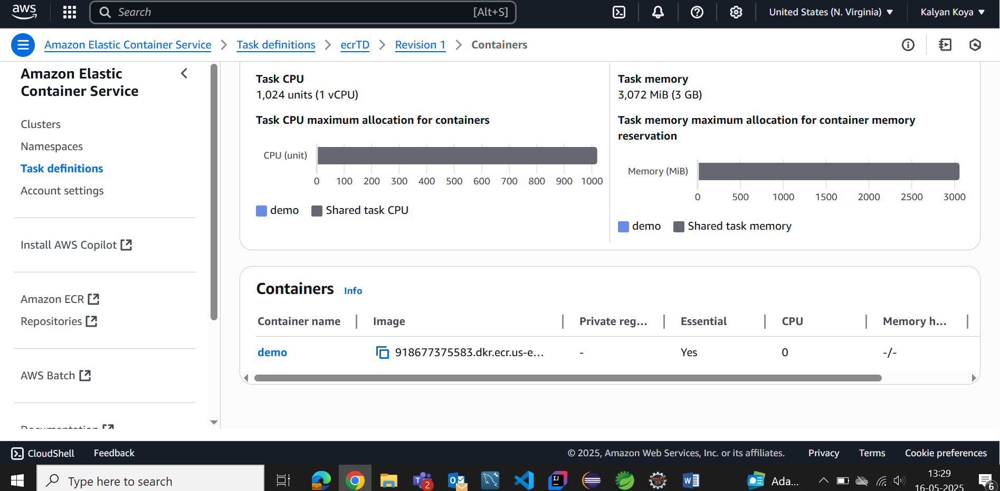 aws
Search
[Alt+S]
United States (N. Virginia)
Kalyan Koya
Amazon Elastic Container Service
Task definitions
ecrTD
Revision 1
Containers
Amazon Elastic
Container Service
Clusters
Namespaces
Task definitions
Account settings
Install AWS Copilot
Amazon ECR
Repositories
AWS Batch
Documentation
Task CPU
1,024 units (1 vCPU)
Task CPU maximum allocation for containers
CPU (unit)
0 100 200 300 400 500 600 700 800 900 1000
demo Shared task CPU
Task memory
3,072 MiB (3 GB)
Task memory maximum allocation for container memory
reservation
Memory (MiB)
0 500 1000 1500 2000 2500 3000
demo Shared task memory
Containers Info
Container name Image Private reg... Essential CPU Memory h...
demo 918677375583.dkr.ecr.us-e... - Yes 0 -/-
CloudShell Feedback
© 2025, Amazon Web Services, Inc. or its affiliates. Privacy Terms Cookie preferences
Type here to search
2
IJ
Java EE
IDE
Ada...
13:29
16-05-2025
6